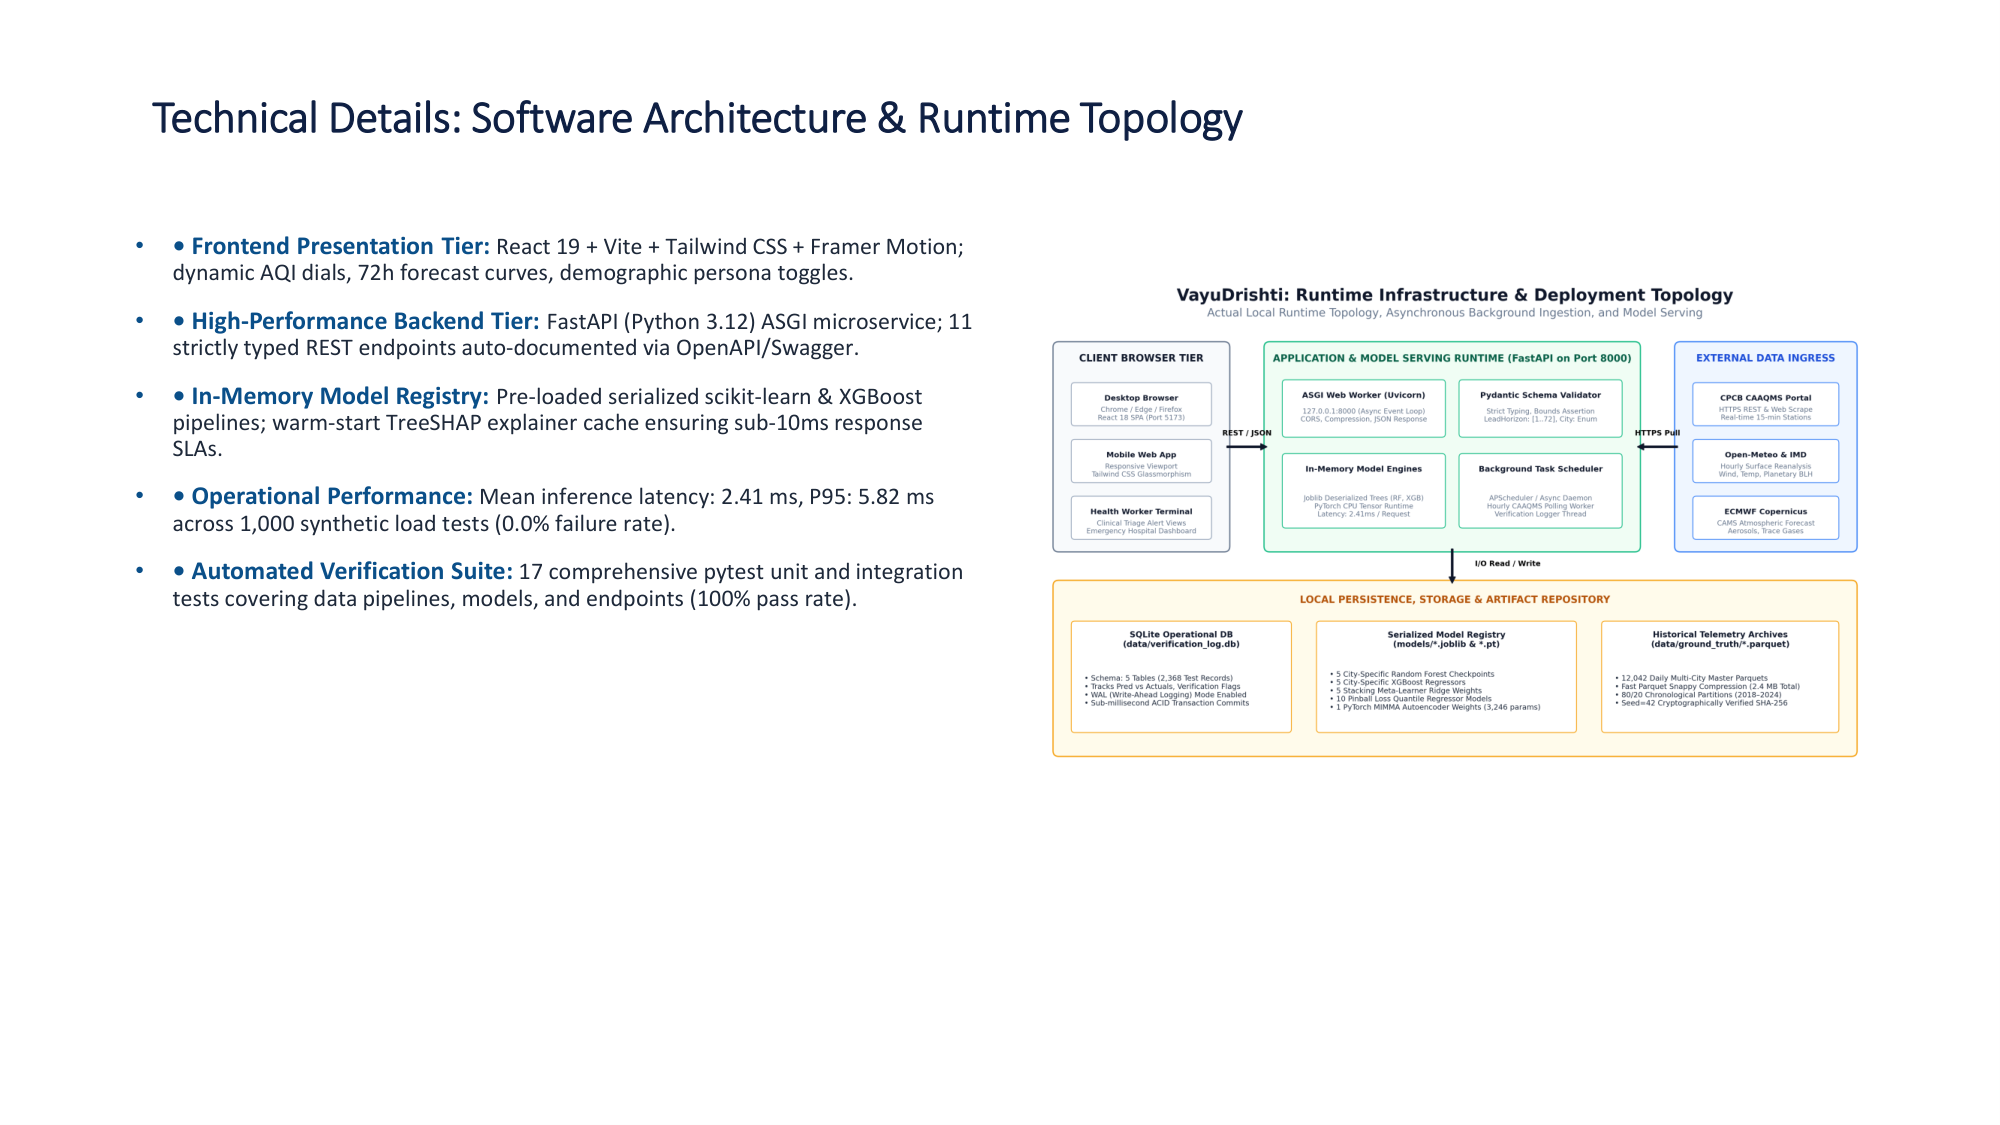 Technical Details: Software Architecture & Runtime Topology
• • Frontend Presentation Tier: React 19 + Vite + Tailwind CSS + Framer Motion;
dynamic AQI dials, 72h forecast curves, demographic persona toggles.
• • High-Performance Backend Tier: FastAPI (Python 3.12) ASGI microservice; 11
strictly typed REST endpoints auto-documented via OpenAPI/Swagger.
• • In-Memory Model Registry: Pre-loaded serialized scikit-learn & XGBoost
pipelines; warm-start TreeSHAP explainer cache ensuring sub-10ms response
SLAs.
• • Operational Performance: Mean inference latency: 2.41 ms, P95: 5.82 ms
across 1,000 synthetic load tests (0.0% failure rate).
• • Automated Verification Suite: 17 comprehensive pytest unit and integration
tests covering data pipelines, models, and endpoints (100% pass rate).
VayuDrishti: Runtime Infrastructure & Deployment Topology
Actual Local Runtime Topology, Asynchronous Background Ingestion, and Model Serving
CLIENT BROWSER TIER
Desktop Browser
Chrome / Edge / Firefox
React 18 SPA (Port 5173)
Mobile Web App
Responsive Viewport
Tailwind CSS Glassmorphism
Health Worker Terminal
Clinical Triage Alert Views
Emergency Hospital Dashboard
REST / JSON
APPLICATION & MODEL SERVING RUNTIME (FastAPI on Port 8000)
ASGI Web Worker (Uvicorn)
127.0.0.1:8000 (Async Event Loop)
CORS, Compression, JSON Response
Pydantic Schema Validator
Strict Typing, Bounds Assertion
LeadHorizon: [1..72], City: Enum
In-Memory Model Engines
Joblib Deserialized Trees (RF, XGB)
PyTorch CPU Tensor Runtime
Latency: 2.41ms / Request
Background Task Scheduler
APScheduler / Async Daemon
Hourly CAAQMS Polling Worker
Verification Logger Thread
HTTPS Pull
EXTERNAL DATA INGRESS
CPCB CAAQMS Portal
HTTPS REST & Web Scrape
Real-time 15-min Stations
Open-Meteo & IMD
Hourly Surface Reanalysis
Wind, Temp, Planetary BLH
ECMWF Copernicus
CAMS Atmospheric Forecast
Aerosols, Trace Gases
I/O Read / Write
LOCAL PERSISTENCE, STORAGE & ARTIFACT REPOSITORY
SQLite Operational DB
(data/verification_log.db)
• Schema: 5 Tables (2,368 Test Records)
• Tracks Pred vs Actuals, Verification Flags
• WAL (Write-Ahead Logging) Mode Enabled
• Sub-millisecond ACID Transaction Commits
Serialized Model Registry
(models/*.joblib & *.pt)
• 5 City-Specific Random Forest Checkpoints
• 5 City-Specific XGBoost Regressors
• 5 Stacking Meta-Learner Ridge Weights
• 10 Pinball Loss Quantile Regressor Models
• 1 PyTorch MIMMA Autoencoder Weights (3,246 params)
Historical Telemetry Archives
(data/ground_truth/*.parquet)
• 12,042 Daily Multi-City Master Parquets
• Fast Parquet Snappy Compression (2.4 MB Total)
• 80/20 Chronological Partitions (2018–2024)
• Seed=42 Cryptographically Verified SHA-256